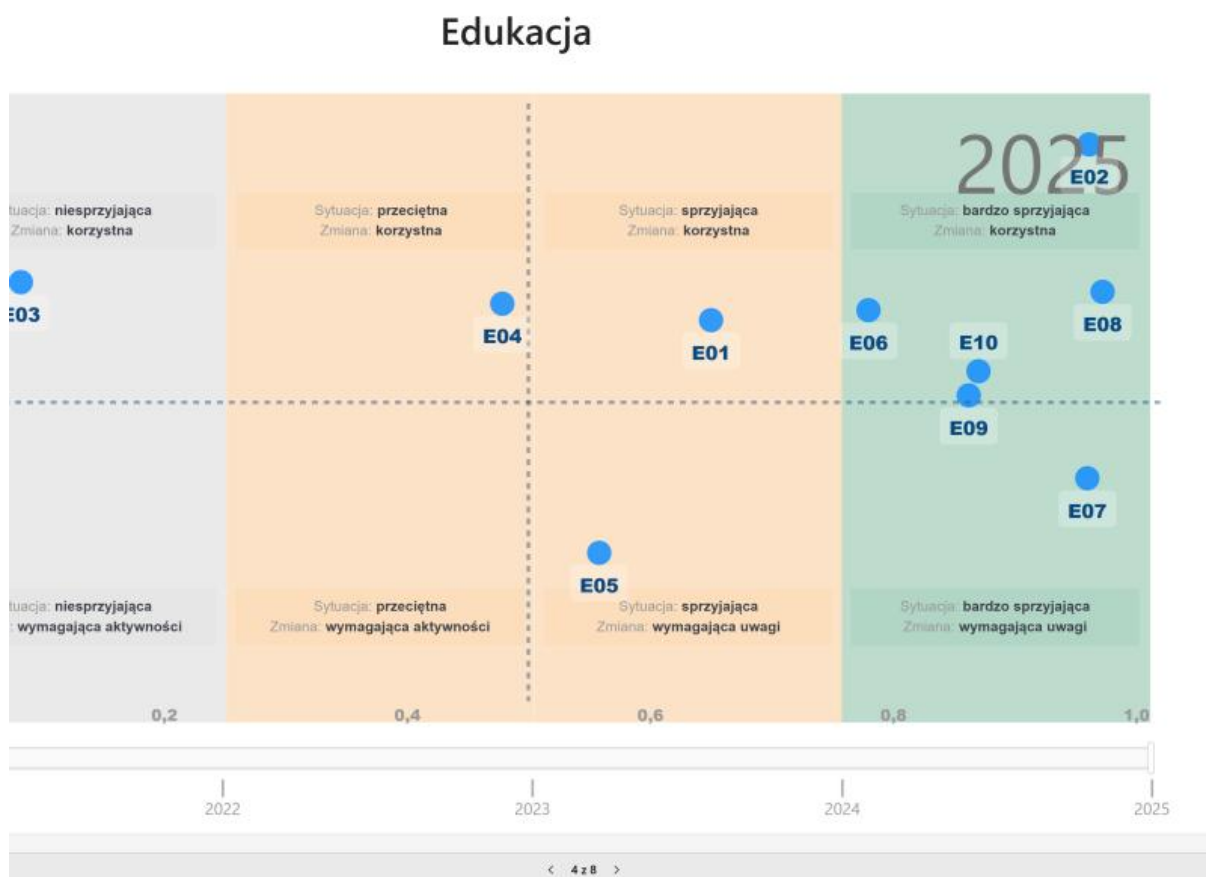 Edukacja
2025
E02
tuacja: niesprzyjająca
Zmiana: korzystna
Sytuacja: przeciętna
Zmiana: korzystna
Sytuacja: sprzyjająca
Zmiana: korzystna
Sytuacja: bardzo sprzyjająca
Zmiana: korzystna
E03
E04
E01
E06
E10
E08
E09
E07
E05
tuacja: niesprzyjająca
: wymagająca aktywności
Sytuacja: przeciętna
Zmiana: wymagająca aktywności
Sytuacja: sprzyjająca
Zmiana: wymagająca uwagi
Sytuacja: bardzo sprzyjająca
Zmiana: wymagająca uwagi
0,2 0,4 0,6 0,8 1,0
2022 2023 2024 2025
< 4 z 8 >